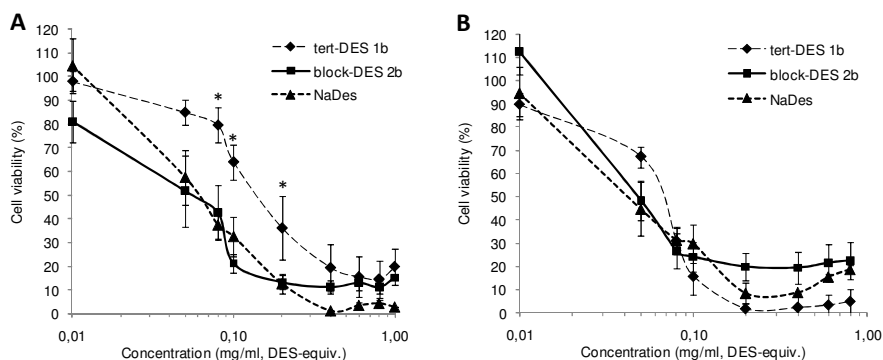 A
120
110
100
90
80
70
60
50
40
30
20
10
0
Cell viability (%)
tert-DES 1b
block-DES 2b
NaDes
*
*
*
0,01
0,10
1,00
Concentration (mg/ml, DES-equiv.)
B
120
110
100
90
80
70
60
50
40
30
20
10
0
Cell viability (%)
tert-DES 1b
block-DES 2b
NaDes
0,01
0,10
1,00
Concentration (mg/ml, DES-equiv.)